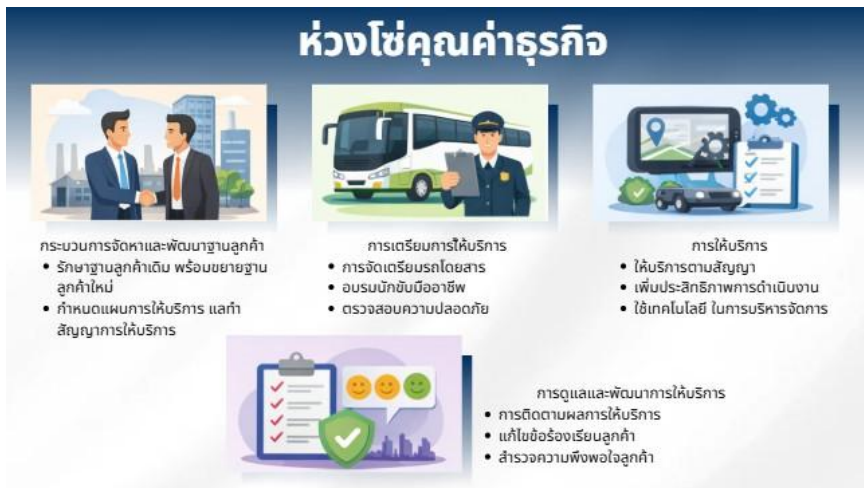 ห่วงโซ่คุณค่าธุรกิจ
กระบวนการจัดหาและพัฒนาฐานลูกค้า
• รักษาฐานลูกค้าเดิม พร้อมขยายฐาน
ลูกค้าใหม่
• กำหนดแผนการให้บริการ แลทำ
สัญญาการให้บริการ
การเตรียมการให้บริการ
• การจัดเตรียมรถโดยสาร
• อบรมนักขับมืออาชีพ
• ตรวจสอบความปลอดภัย
การให้บริการ
• ให้บริการตามสัญญา
• เพิ่มประสิทธิภาพการดำเนินงาน
• ใช้เทคโนโลยี ในการบริหารจัดการ
การดูแลและพัฒนาการให้บริการ
• การติดตามผลการให้บริการ
• แก้ไขข้อร้องเรียนลูกค้า
• สำรวจความพึงพอใจลูกค้า